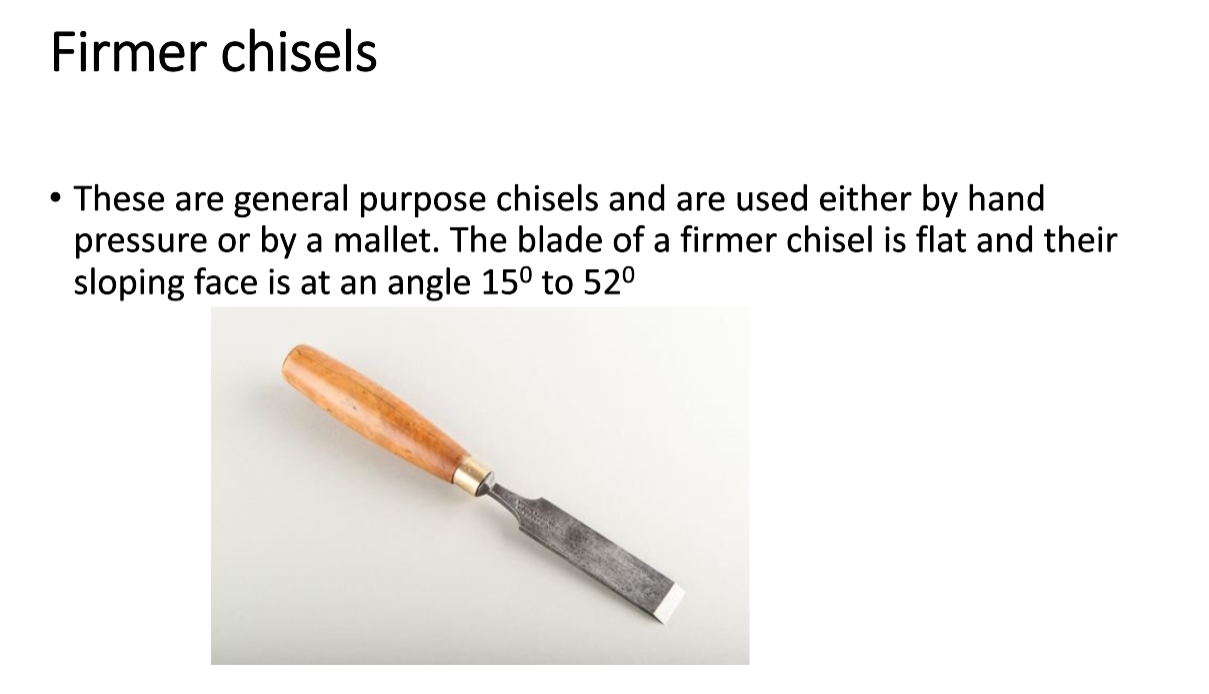 Firmer chisels
• These are general purpose chisels and are used either by hand
pressure or by a mallet. The blade of a firmer chisel is flat and their
sloping face is at an angle 15⁰ to 52⁰